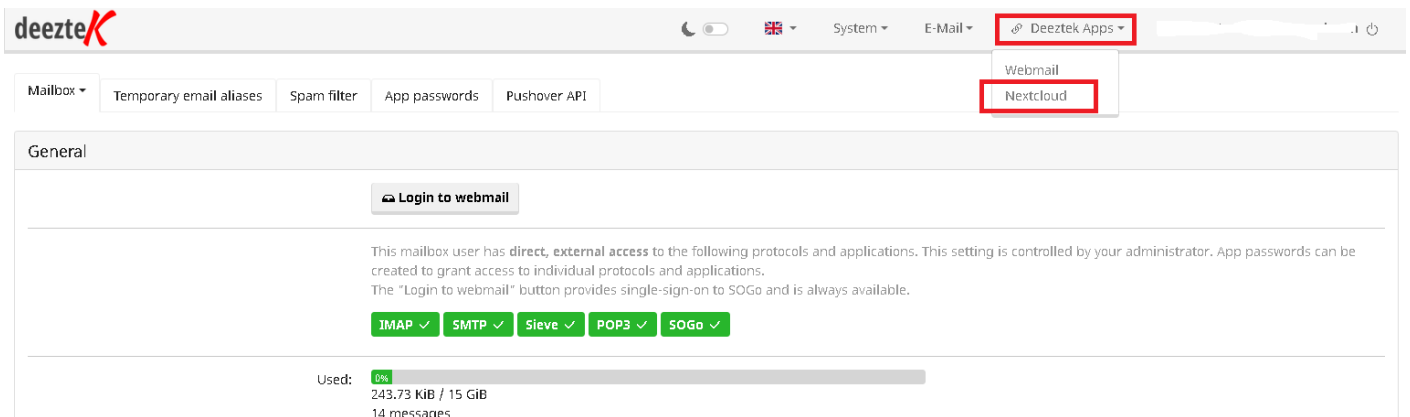 deezteK
System
E-Mail
Deeztek Apps
Webmail
Nextcloud
Mailbox
Temporary email aliases
Spam filter
App passwords
Pushover API
General
Login to webmail
This mailbox user has direct, external access to the following protocols and applications. This setting is controlled by your administrator. App passwords can be
created to grant access to individual protocols and applications.
The "Login to webmail" button provides single-sign-on to SOGo and is always available.
IMAP ✓ SMTP ✓ Sieve ✓ POP3 ✓ SOGo ✓
Used:
0%
243.73 KiB / 15 GiB
14 messages